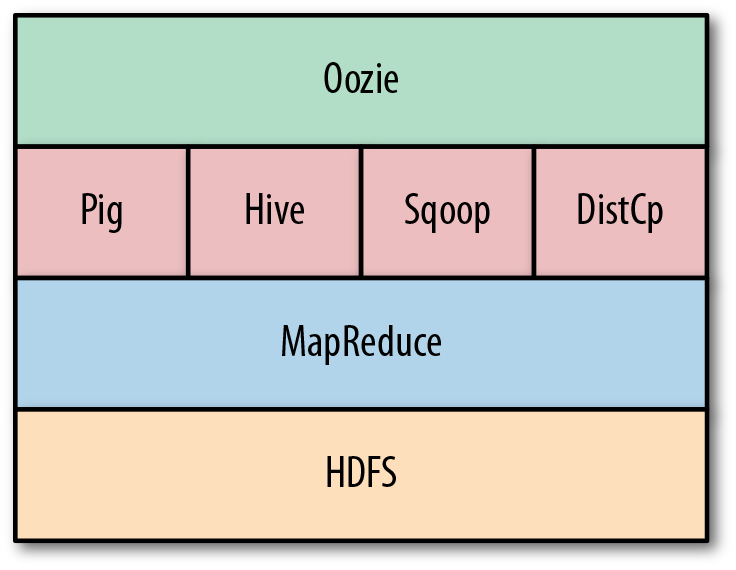 Oozie
Pig Hive Sqoop DistCp
MapReduce
HDFS